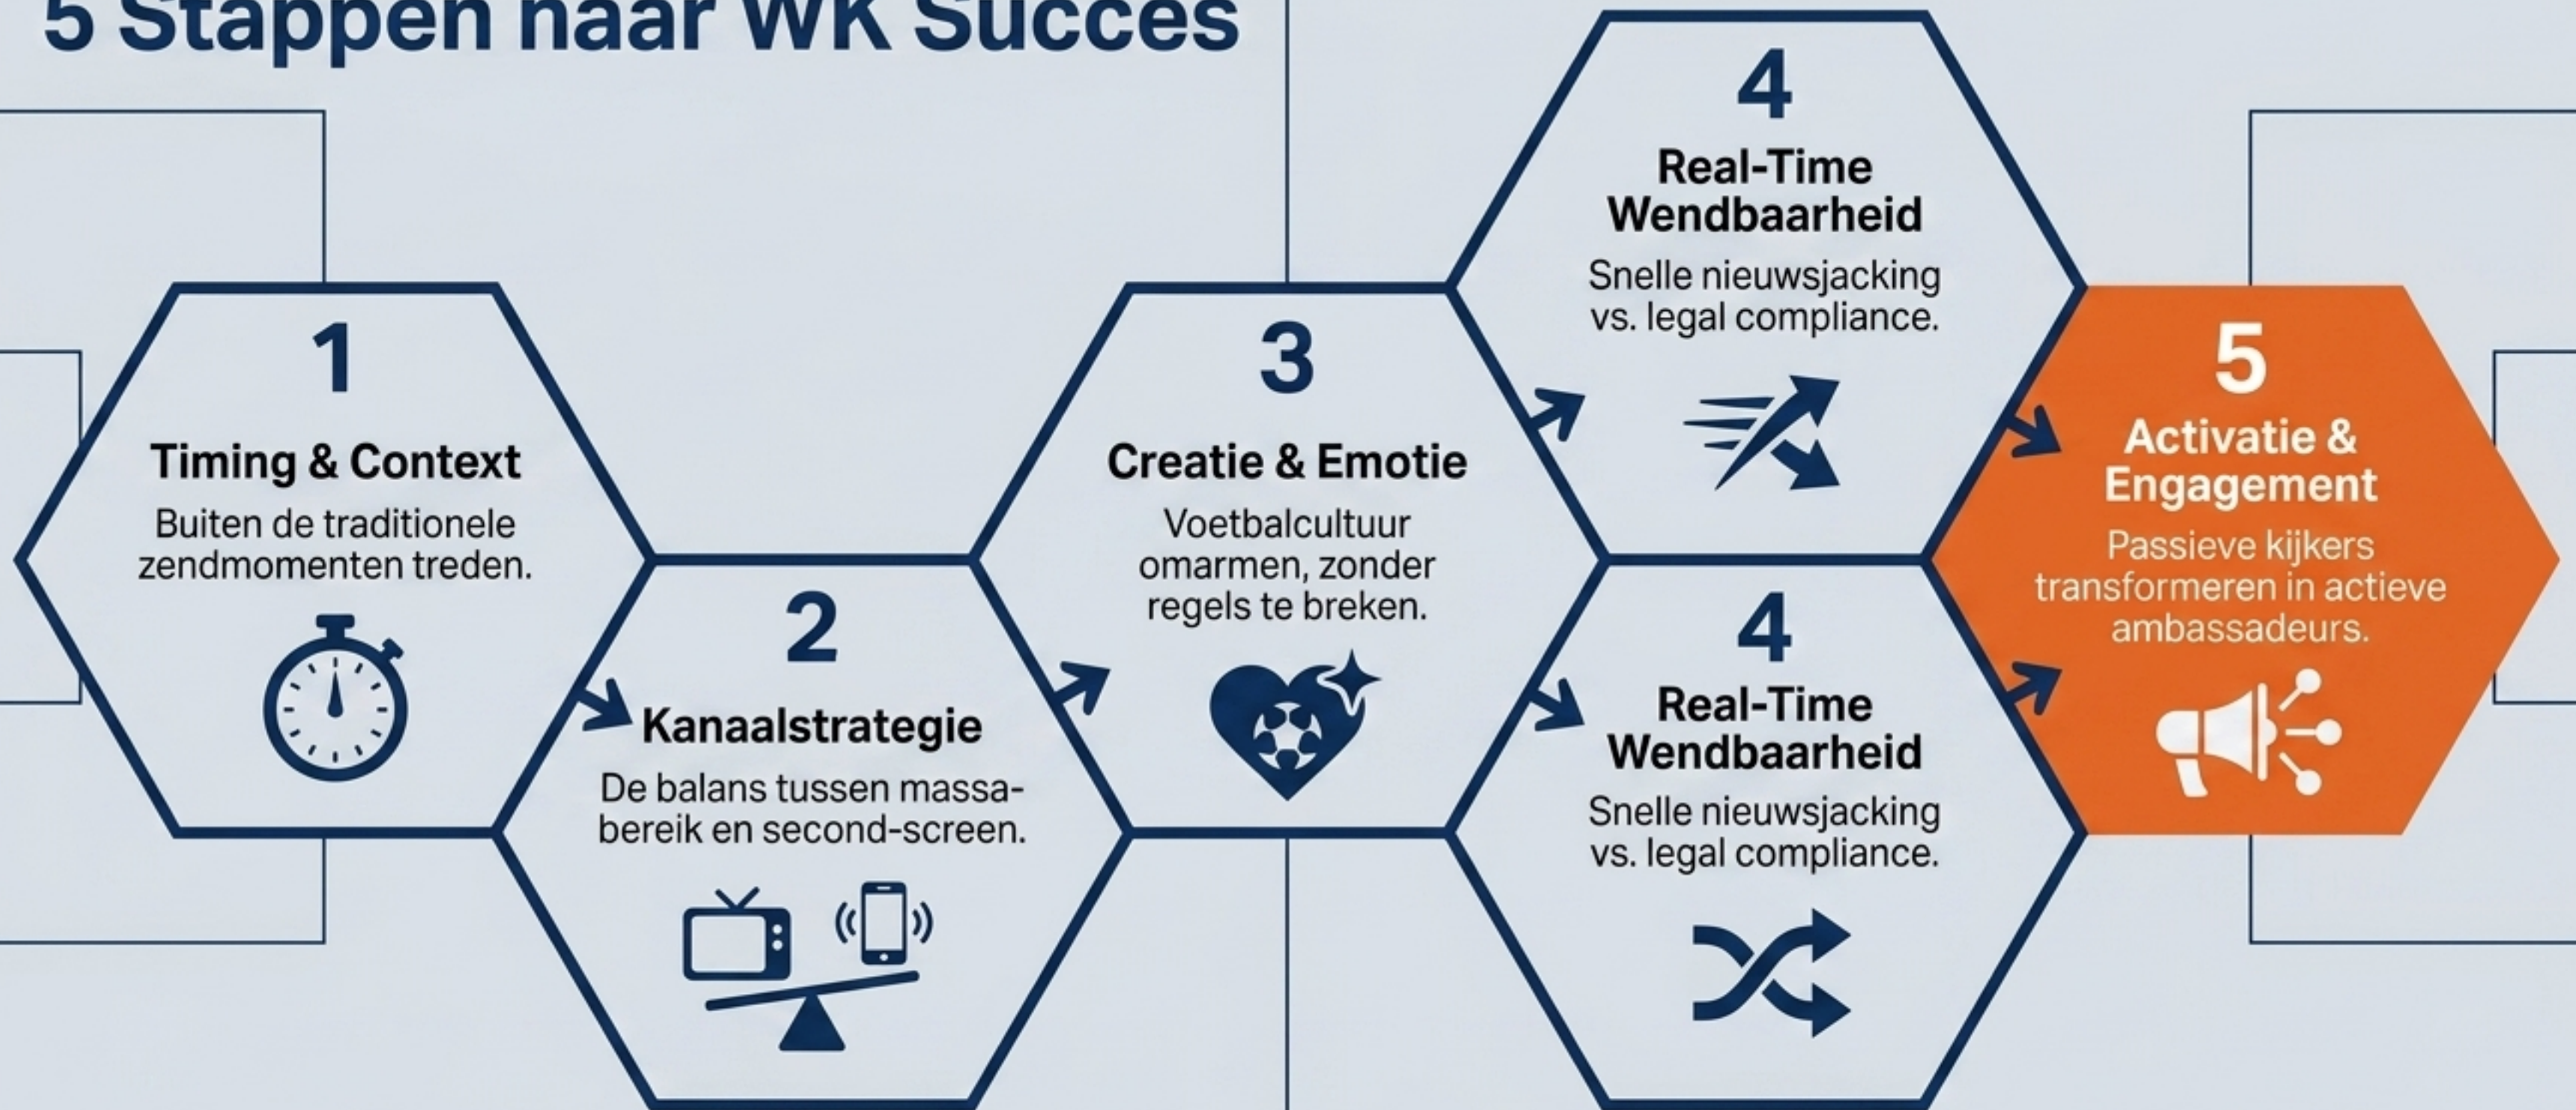 5 Stappen naar WK Succes
1
Timing & Context
Buiten de traditionele
zendmomenten treden.
2
Kanaalstrategie
De balans tussen massa-
bereik en second-screen.
3
Creatie & Emotie
Voetbalcultuur
omarmen, zonder
regels te breken.
4
Real-Time
Wendbaarheid
Snelle nieuwsjacking
vs. legal compliance.
4
Real-Time
Wendbaarheid
Snelle nieuwsjacking
vs. legal compliance.
5
Activatie &
Engagement
Passieve kijkers
transformeren in actieve
ambassadeurs.